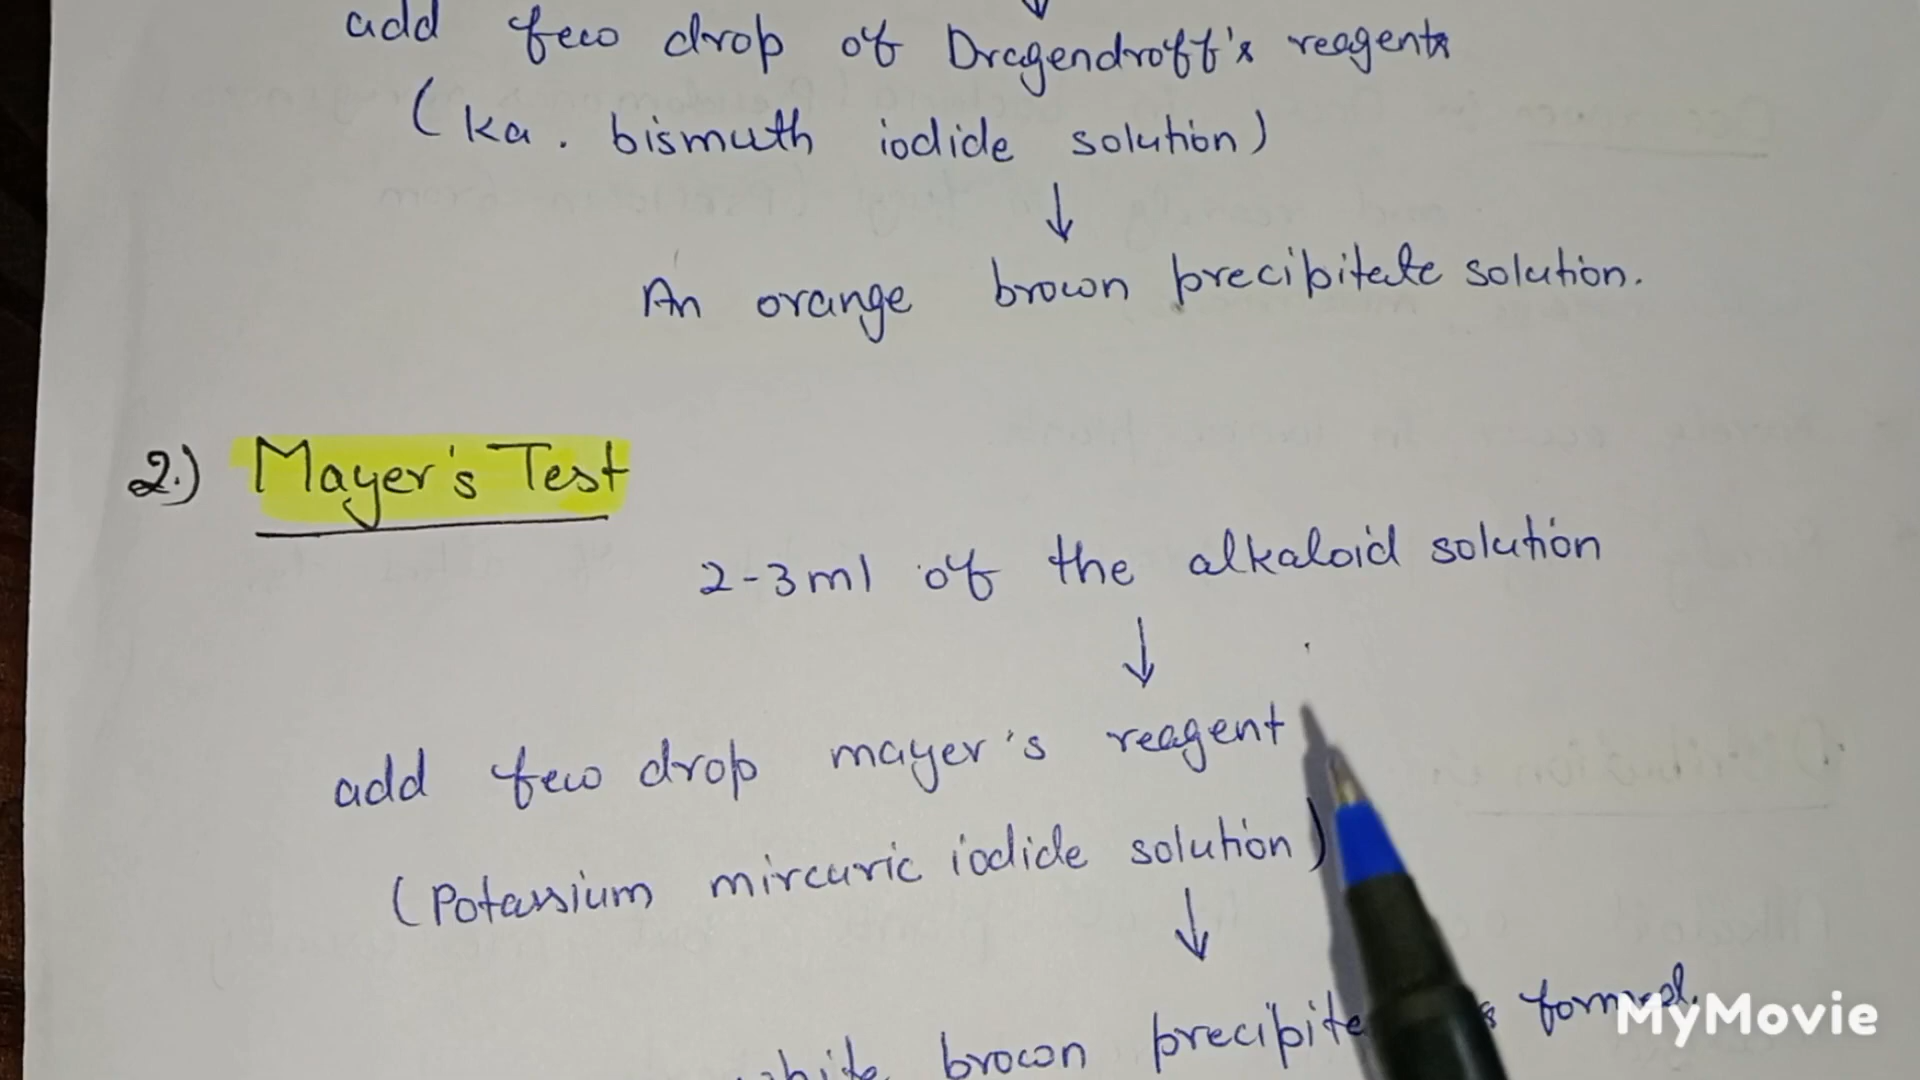 add few drop of Dragendroff's reagents
(ka. bismuth iodide solution)
↓
An orange brown precipitate solution.
2.) Mayer's Test
2-3ml of the alkaloid solution
↓
add few drop mayer's reagent
(Potassium mircuric iodide solution)
↓
brown formed.
MyMovie